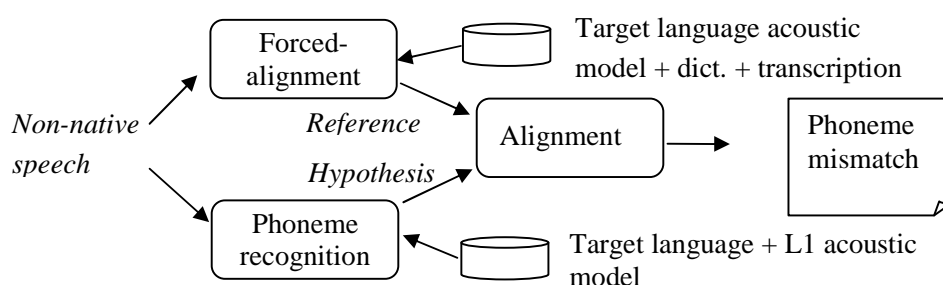 Forced-
alignment
Target language acoustic
model + dict. + transcription
Non-native
speech
Reference
Hypothesis
Alignment
Phoneme
mismatch
Phoneme
recognition
Target language + L1 acoustic
model